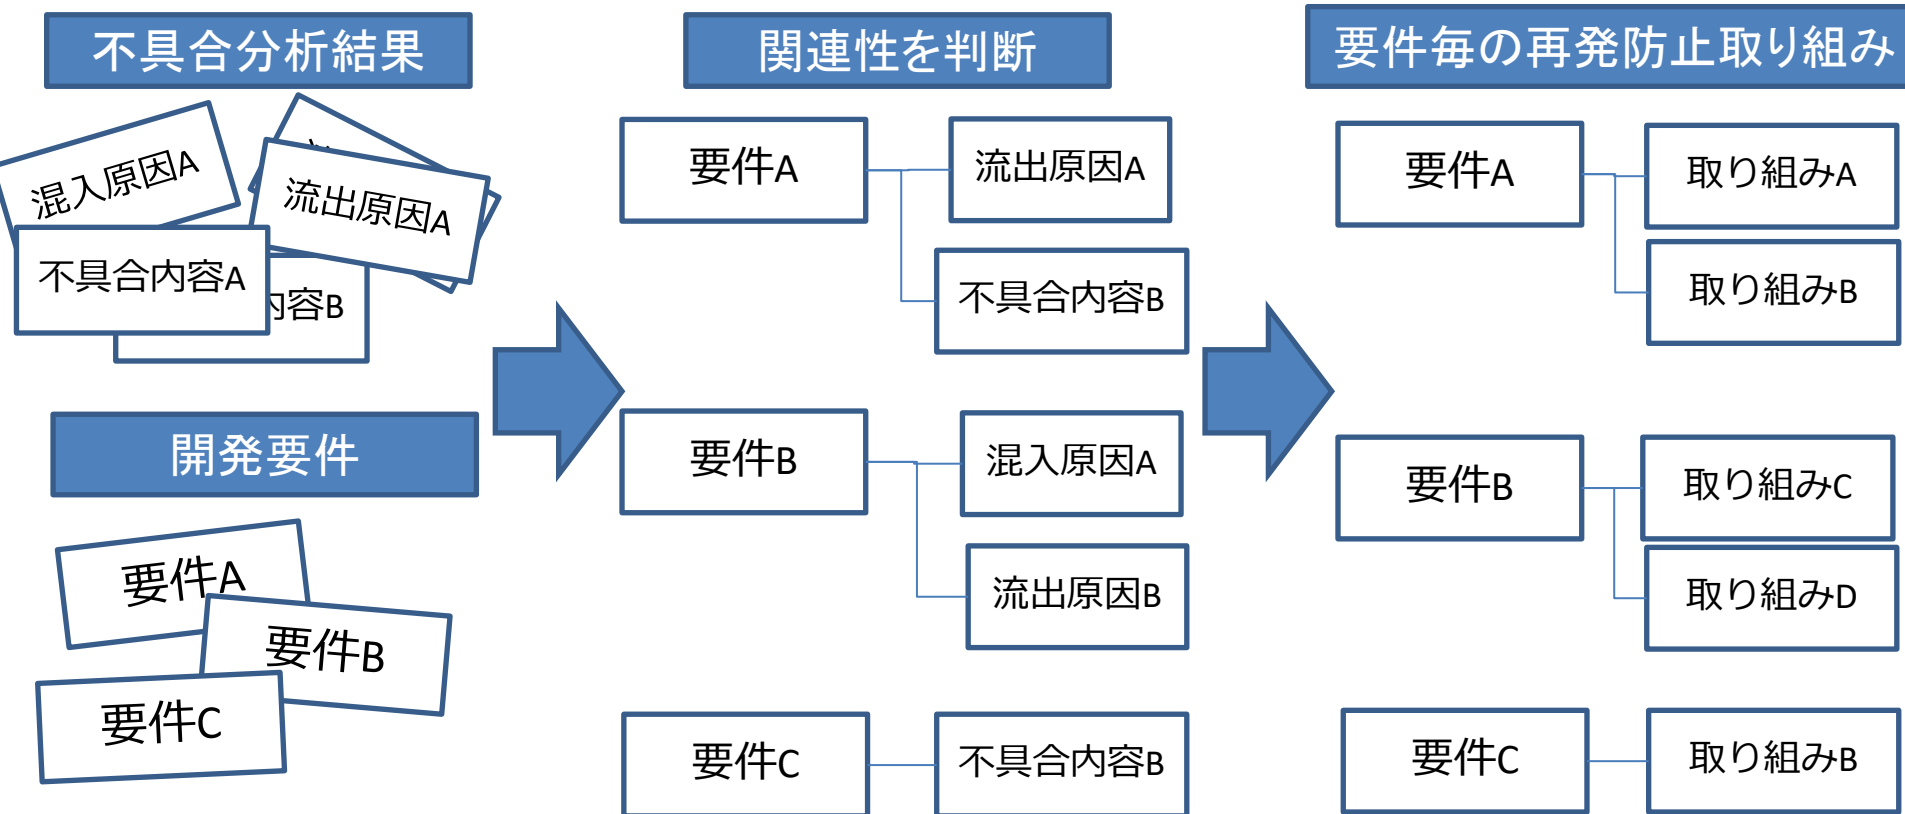 不具合分析結果
混入原因A
流出原因A
不具合内容A
内容B
開発要件
要件A
要件B
要件C
関連性を判断
要件A
流出原因A
不具合内容B
要件B
混入原因A
流出原因B
要件C
不具合内容B
要件毎の再発防止取り組み
要件A
取り組みA
取り組みB
要件B
取り組みC
取り組みD
要件C
取り組みB